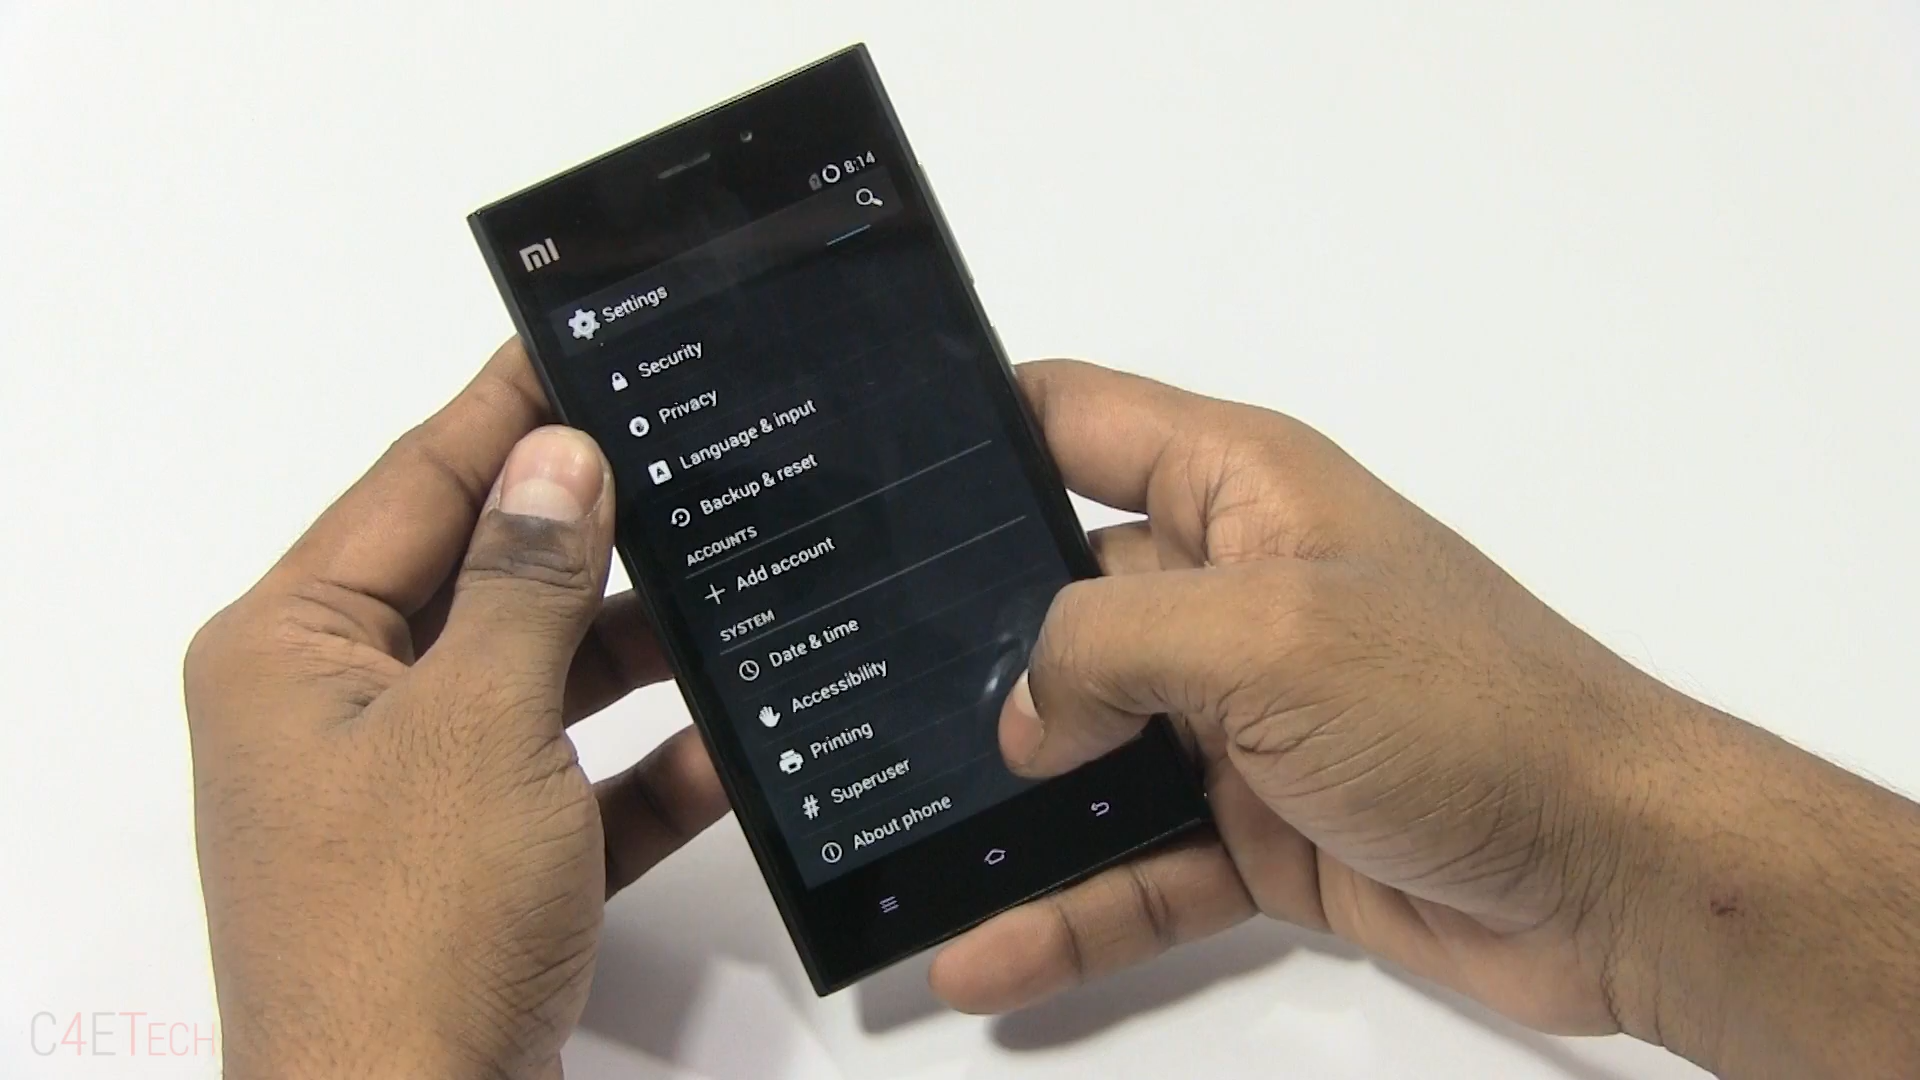 8:14
mi
Settings
Security
Privacy
Language & input
Backup & reset
ACCOUNTS
Add account
SYSTEM
Date & time
Accessibility
Printing
# Superuser
About phone
C4ETECH